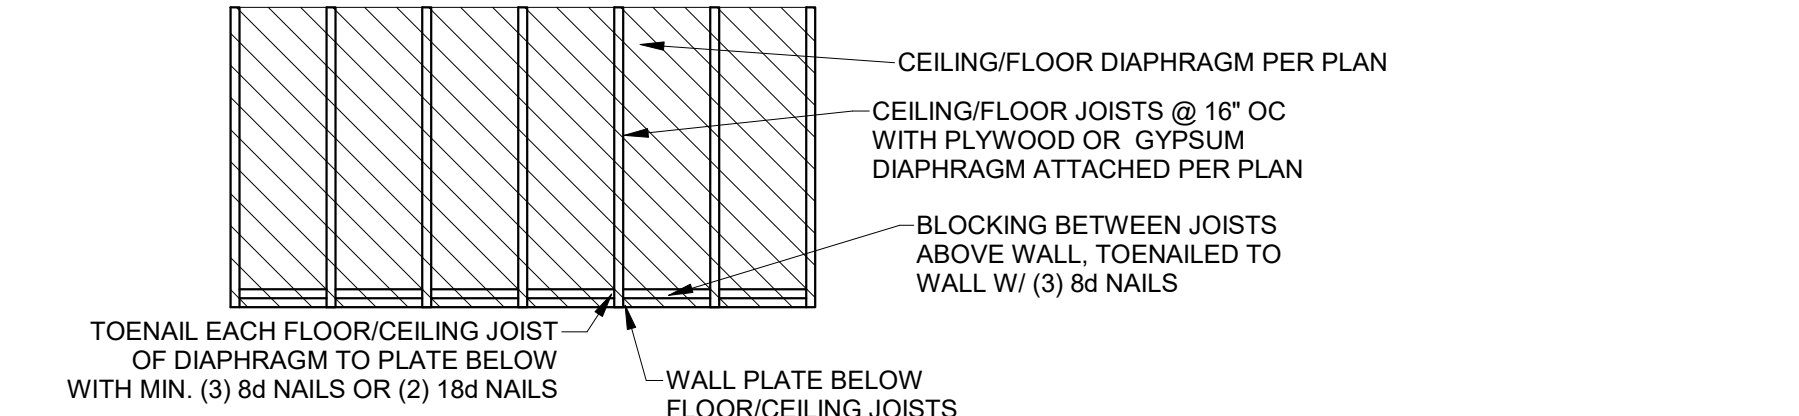 CEILING/FLOOR DIAPHRAGM PER PLAN
CEILING/FLOOR JOISTS @ 16" OC
WITH PLYWOOD OR GYPSUM
DIAPHRAGM ATTACHED PER PLAN
BLOCKING BETWEEN JOISTS
ABOVE WALL, TOENAILED TO
WALL W/ (3) 8d NAILS
TOENAIL EACH FLOOR/CEILING JOIST
OF DIAPHRAGM TO PLATE BELOW
WITH MIN. (3) 8d NAILS OR (2) 18d NAILS
WALL PLATE BELOW
FLOOR/CEILING JOISTS